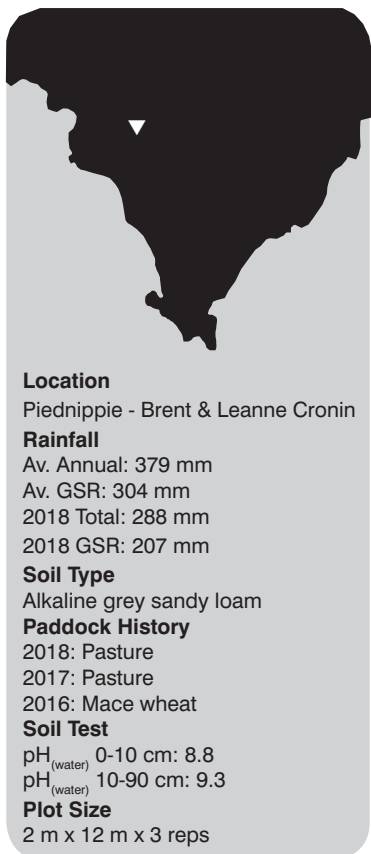 Location
Piednippie - Brent & Leanne Cronin
Rainfall
Av. Annual: 379 mm
Av. GSR: 304 mm
2018 Total: 288 mm
2018 GSR: 207 mm
Soil Type
Alkaline grey sandy loam
Paddock History
2018: Pasture
2017: Pasture
2016: Mace wheat
Soil Test
pH(water) 0-10 cm: 8.8
pH(water) 10-90 cm: 9.3
Plot Size
2 m x 12 m x 3 reps